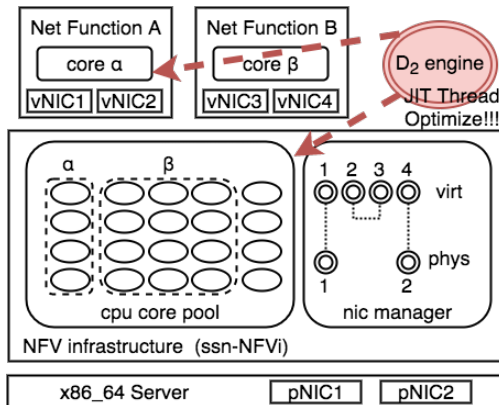 Net Function A
Net Function B
core α
core β
D2 engine
vNIC1 vNIC2
vNIC3 vNIC4
JIT Thread
Optimize!!!
α
β
1 2 3 4
virt
phys
1 2
cpu core pool
nic manager
NFV infrastructure (ssn-NFVi)
x86_64 Server
pNIC1
pNIC2